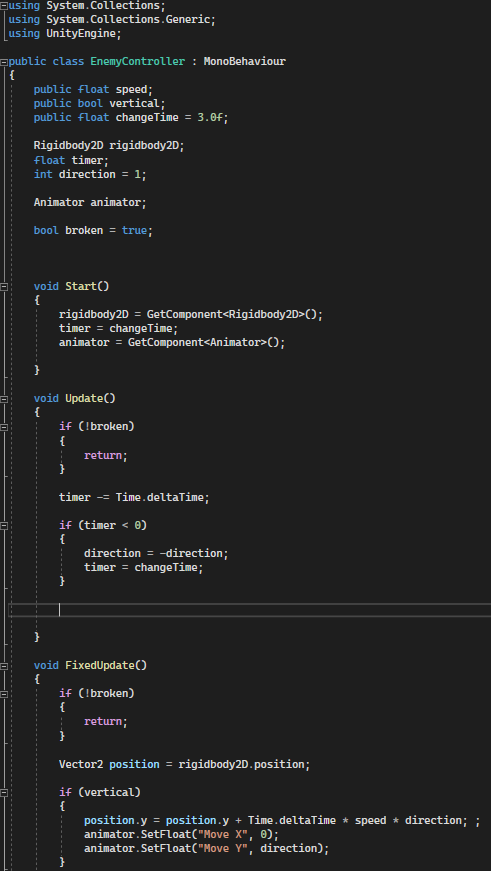 using System.Collections;
using System.Collections.Generic;
using UnityEngine;
public class EnemyController : MonoBehaviour
{
public float speed;
public bool vertical;
public float changeTime = 3.0f;
Rigidbody2D rigidbody2D;
float timer;
int direction = 1;
Animator animator;
bool broken = true;
void Start()
{
rigidbody2D = GetComponent<Rigidbody2D>();
timer = changeTime;
animator = GetComponent<Animator>();
}
void Update()
{
if (!broken)
{
return;
}
timer -= Time.deltaTime;
if (timer < 0)
{
direction = -direction;
timer = changeTime;
}
}
void FixedUpdate()
{
if (!broken)
{
return;
}
Vector2 position = rigidbody2D.position;
if (vertical)
{
position.y = position.y + Time.deltaTime * speed * direction; ;
animator.SetFloat("Move X", 0);
animator.SetFloat("Move Y", direction);
}